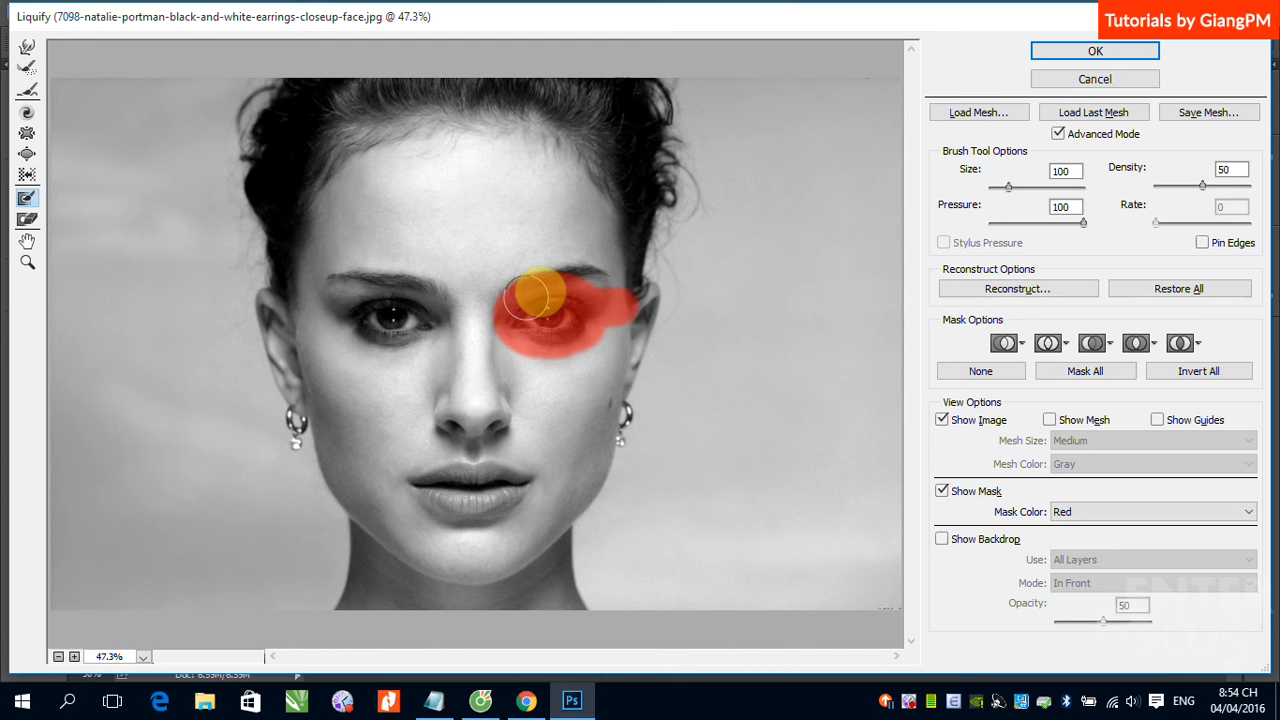 Liquify (7098-natalie-portman-black-and-white-earrings-closeup-face.jpg @ 47.3%)
Tutorials by GiangPM
OK
Cancel
Load Mesh...
Load Last Mesh
Save Mesh...
Advanced Mode
Brush Tool Options
Size: 100
Density: 50
Pressure: 100
Rate: 0
Stylus Pressure
Pin Edges
Reconstruct Options
Reconstruct...
Restore All
Mask Options
None
Mask All
Invert All
View Options
Show Image
Show Mesh
Show Guides
Mesh Size: Medium
Mesh Color: Gray
Show Mask
Mask Color: Red
Show Backdrop
Use: All Layers
Mode: In Front
Opacity: 50
47.3%
Ps
ENG
8:54 CH
04/04/2016